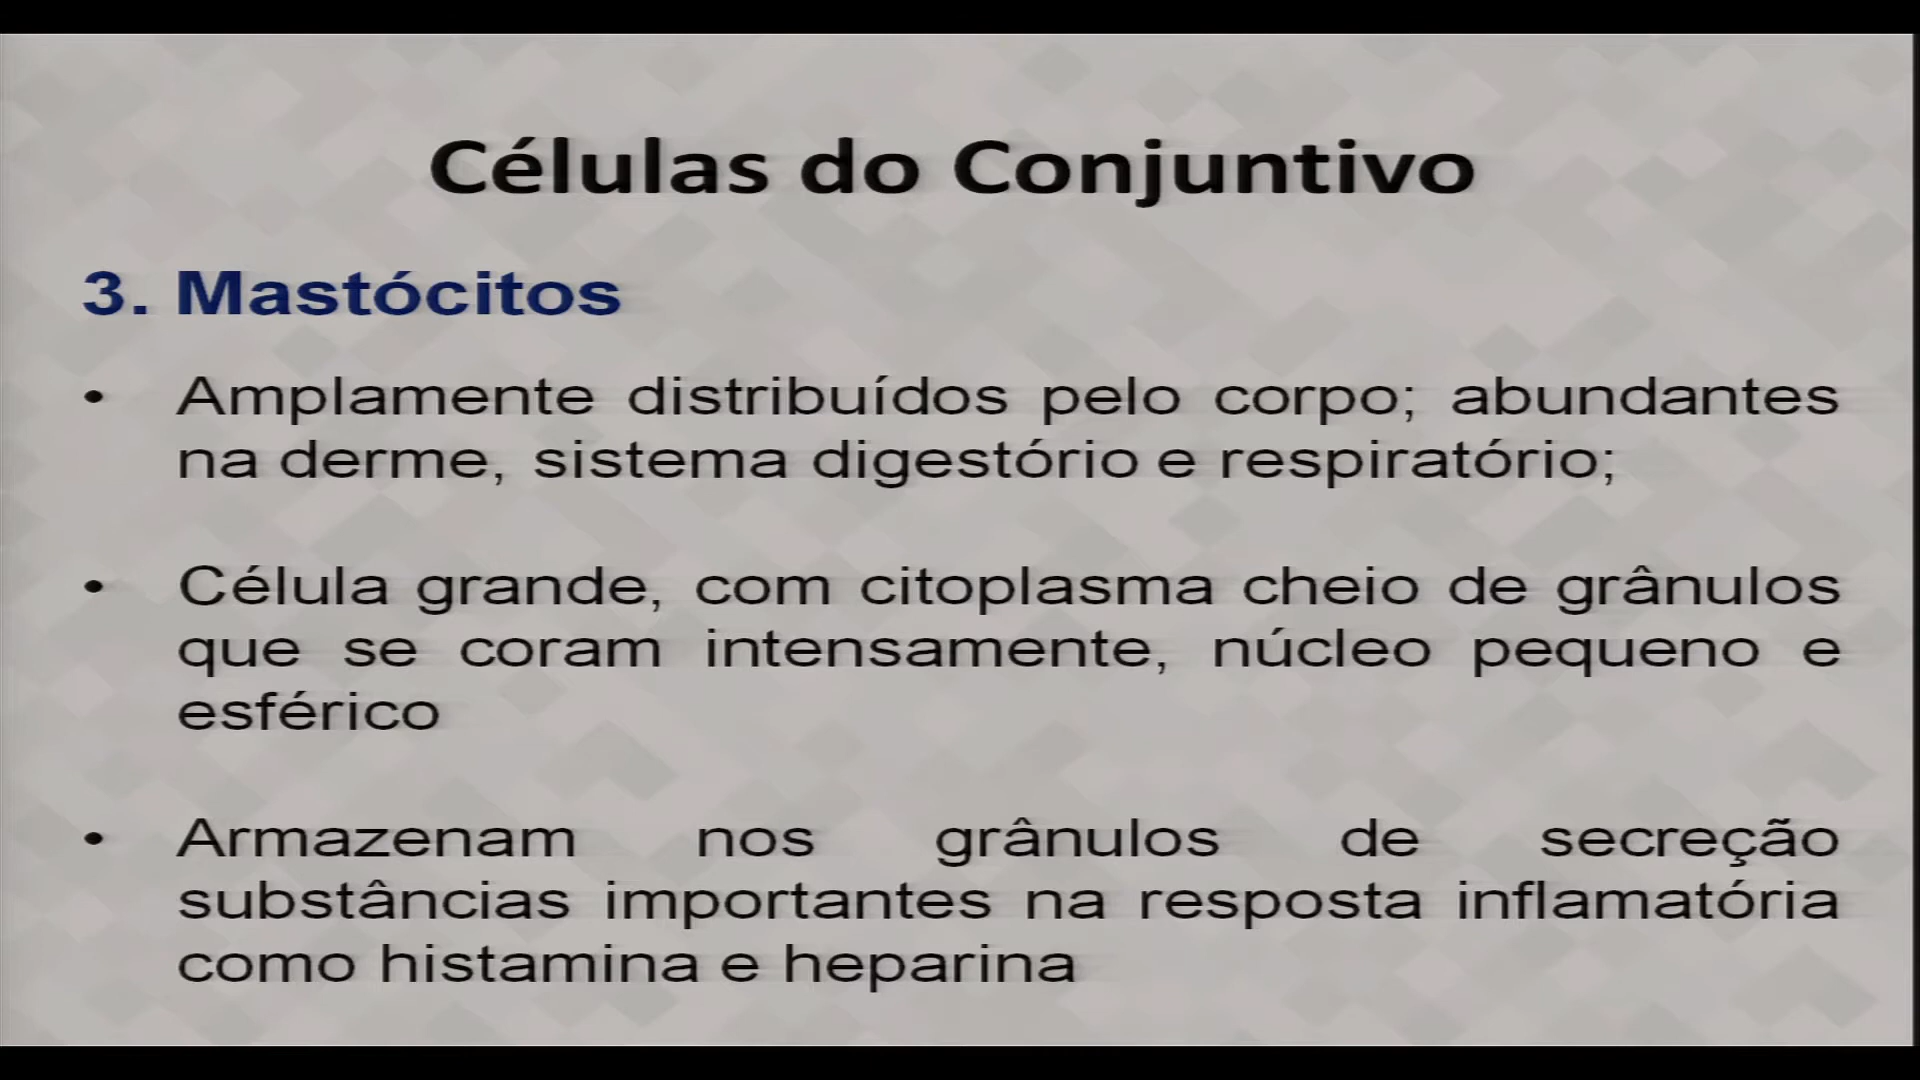 Células do Conjuntivo
3. Mastócitos
• Amplamente distribuídos pelo corpo; abundantes
na derme, sistema digestório e respiratório;
• Célula grande, com citoplasma cheio de grânulos
que se coram intensamente, núcleo pequeno e
esférico
• Armazenam nos grânulos de secreção
substâncias importantes na resposta inflamatória
como histamina e heparina